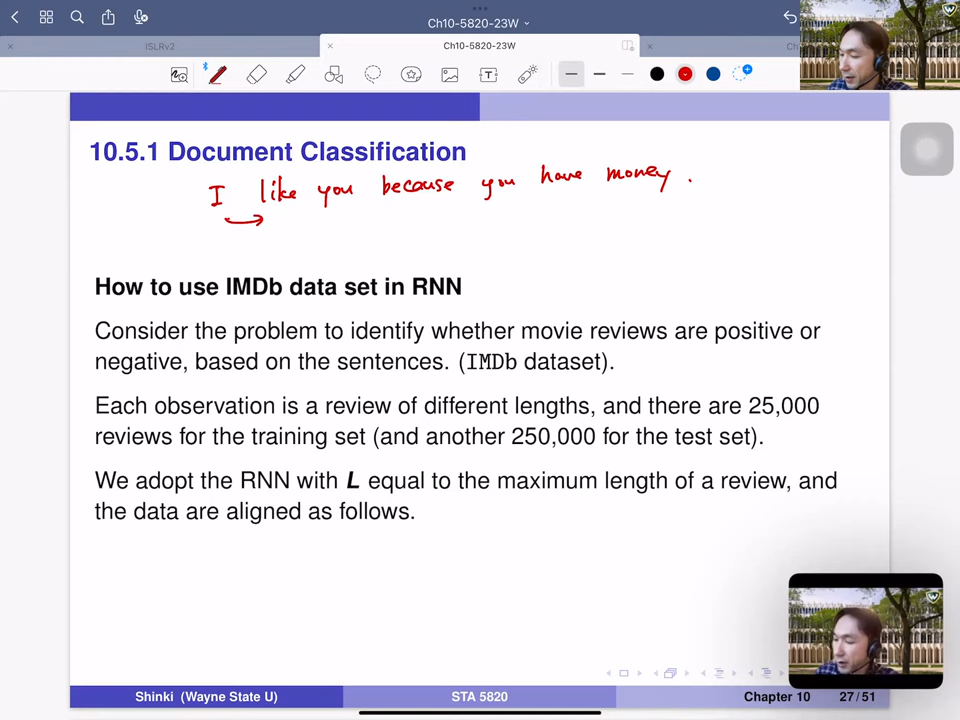 Ch10-5820-23W
ISLRv2
Ch10-5820-23W
10.5.1 Document Classification
I like you because you have money.
How to use IMDb data set in RNN
Consider the problem to identify whether movie reviews are positive or
negative, based on the sentences. (IMDb dataset).
Each observation is a review of different lengths, and there are 25,000
reviews for the training set (and another 250,000 for the test set).
We adopt the RNN with L equal to the maximum length of a review, and
the data are aligned as follows.
Shinki (Wayne State U) STA 5820 Chapter 10 27/51